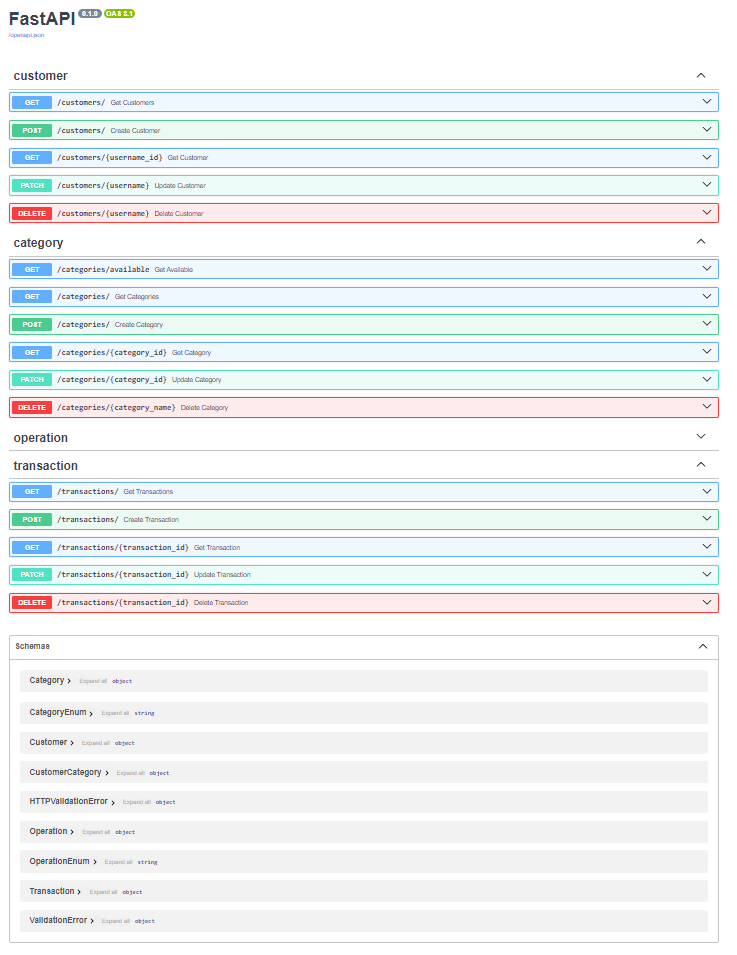 FastAPI 0.1.0 OAS 3.1
/openapi.json
customer
GET /customers/ Get Customers
POST /customers/ Create Customer
GET /customers/{username_id} Get Customer
PATCH /customers/{username} Update Customer
DELETE /customers/{username} Delete Customer
category
GET /categories/available Get Available
GET /categories/ Get Categories
POST /categories/ Create Category
GET /categories/{category_id} Get Category
PATCH /categories/{category_id} Update Category
DELETE /categories/{category_name} Delete Category
operation
transaction
GET /transactions/ Get Transactions
POST /transactions/ Create Transaction
GET /transactions/{transaction_id} Get Transaction
PATCH /transactions/{transaction_id} Update Transaction
DELETE /transactions/{transaction_id} Delete Transaction
Schemas
Category Expand all object
CategoryEnum Expand all string
Customer Expand all object
CustomerCategory Expand all object
HTTPValidationError Expand all object
Operation Expand all object
OperationEnum Expand all string
Transaction Expand all object
ValidationError Expand all object